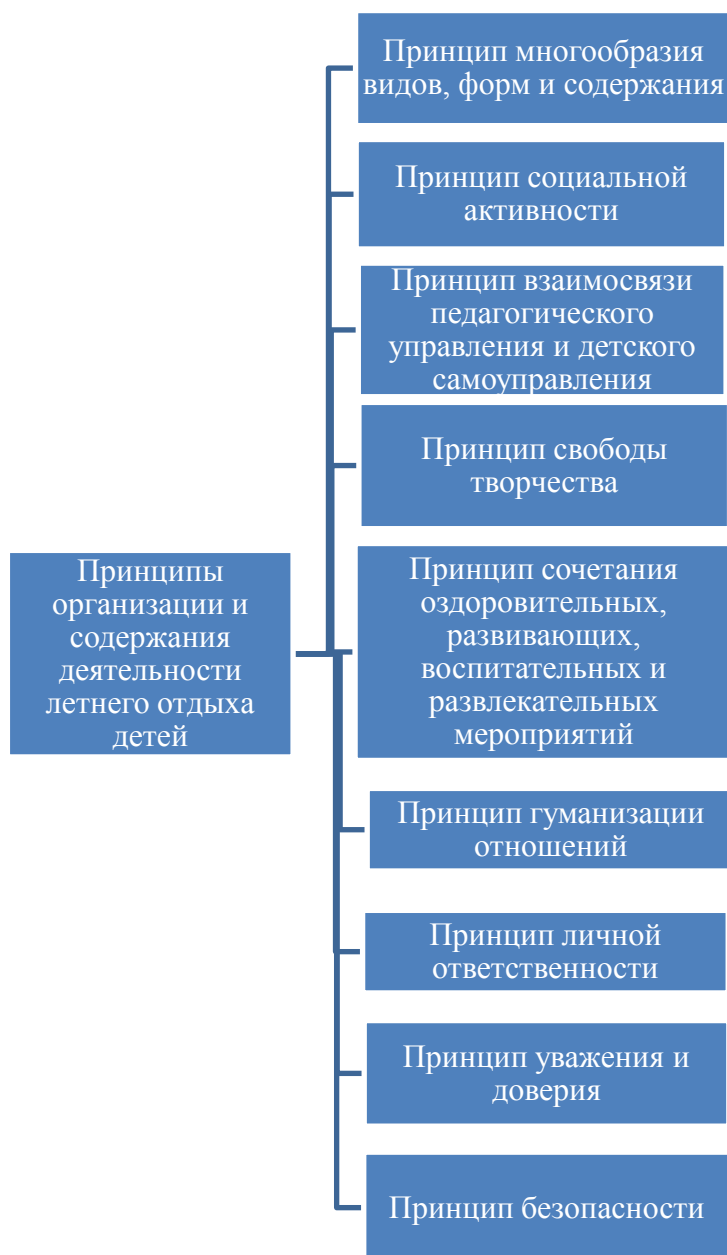 Принцип многообразия
видов, форм и содержания
Принцип социальной
активности
Принцип взаимосвязи
педагогического
управления и детского
самоуправления
Принцип свободы
творчества
Принципы
организации и
содержания
деятельности
летнего отдыха
детей
Принцип сочетания
оздоровительных,
развивающих,
воспитательных и
развлекательных
мероприятий
Принцип гуманизации
отношений
Принцип личной
ответственности
Принцип уважения и
доверия
Принцип безопасности